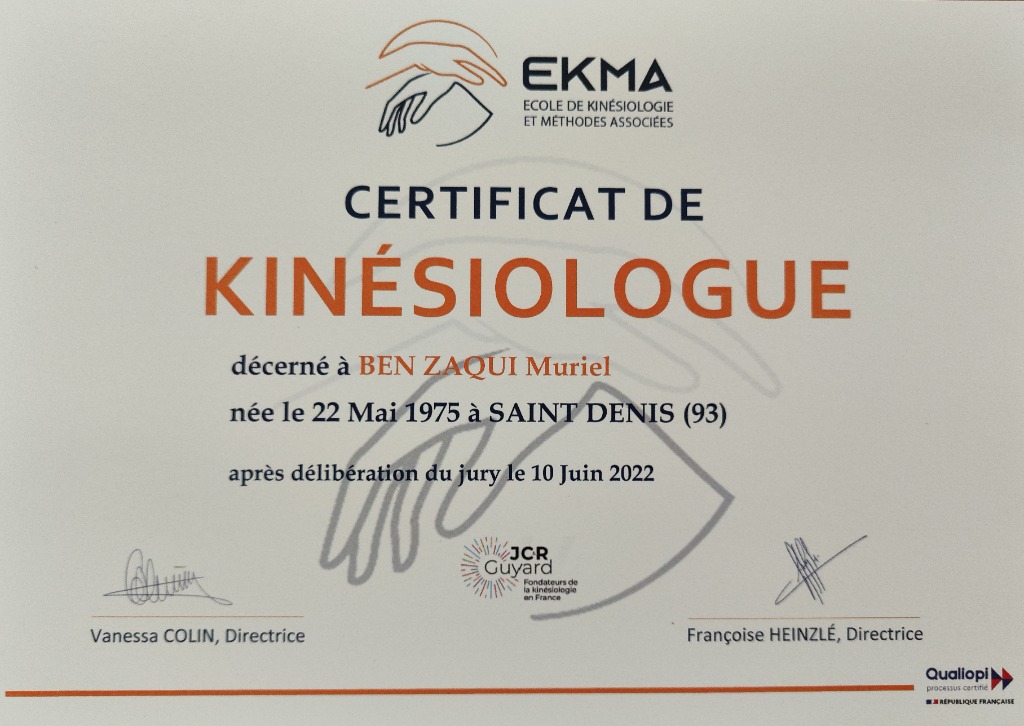 EKMA
ECOLE DE KINÉSIOLOGIE
ET MÉTHODES ASSOCIÉES
CERTIFICAT DE
KINÉSIOLOGUE
décerné à BEN ZAQUI Muriel
née le 22 Mai 1975 à SAINT DENIS (93)
après délibération du jury le 10 Juin 2022
JC&R
Guyard
Fondateurs de
la kinésiologie
en France
Vanessa COLIN, Directrice
Françoise HEINZLÉ, Directrice
Qualiopi
processus certifié
RÉPUBLIQUE FRANÇAISE